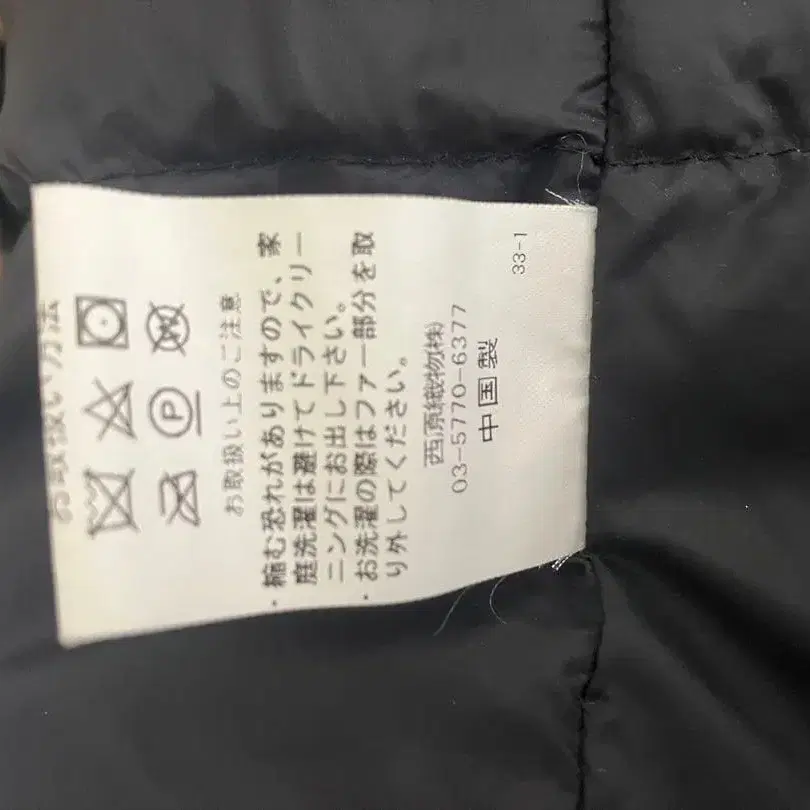 お取扱い方法
P W
お取扱い上のご注意
・縮む恐れがありますので、家
庭洗濯は避けてドライクリー
ニングにお出し下さい。
・お洗濯の際はファー部分を取
り外してください。
西原織物(株)
03-5770-6377
中国製
33-1